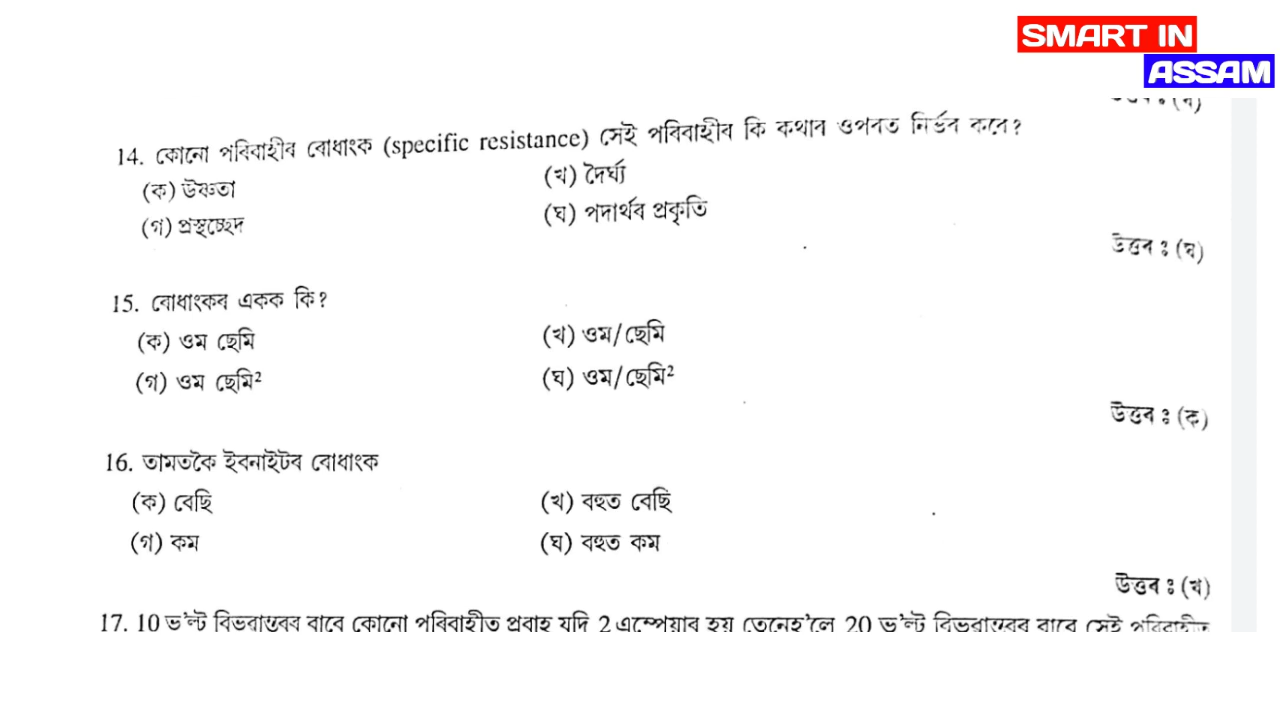 SMART IN
ASSAM
14. কোনো পৰিবাহীৰ ৰোধাংক (specific resistance) সেই পৰিবাহীৰ কি কথাৰ ওপৰত নিৰ্ভৰ কৰে?
(ক) উষ্ণতা (খ) দৈৰ্ঘ্য
(গ) প্ৰস্থচ্ছেদ (ঘ) পদাৰ্থৰ প্ৰকৃতি
উত্তৰ ঃ (ঘ)
15. ৰোধাংকৰ একক কি?
(ক) ওম ছেমি (খ) ওম/ছেমি
(গ) ওম ছেমি² (ঘ) ওম/ছেমি²
উত্তৰ ঃ (ক)
16. তামতকৈ ইবনাইটৰ ৰোধাংক
(ক) বেছি (খ) বহুত বেছি
(গ) কম (ঘ) বহুত কম
উত্তৰ ঃ (খ)
17. 10 ভ'ল্ট বিভৱান্তৰৰ বাবে কোনো পৰিবাহীত প্ৰবাহ যদি 2 এম্পেয়াৰ হয় তেনেহ'লে 20 ভ'ল্ট বিভৱান্তৰৰ বাবে সেই পৰিবাহীত